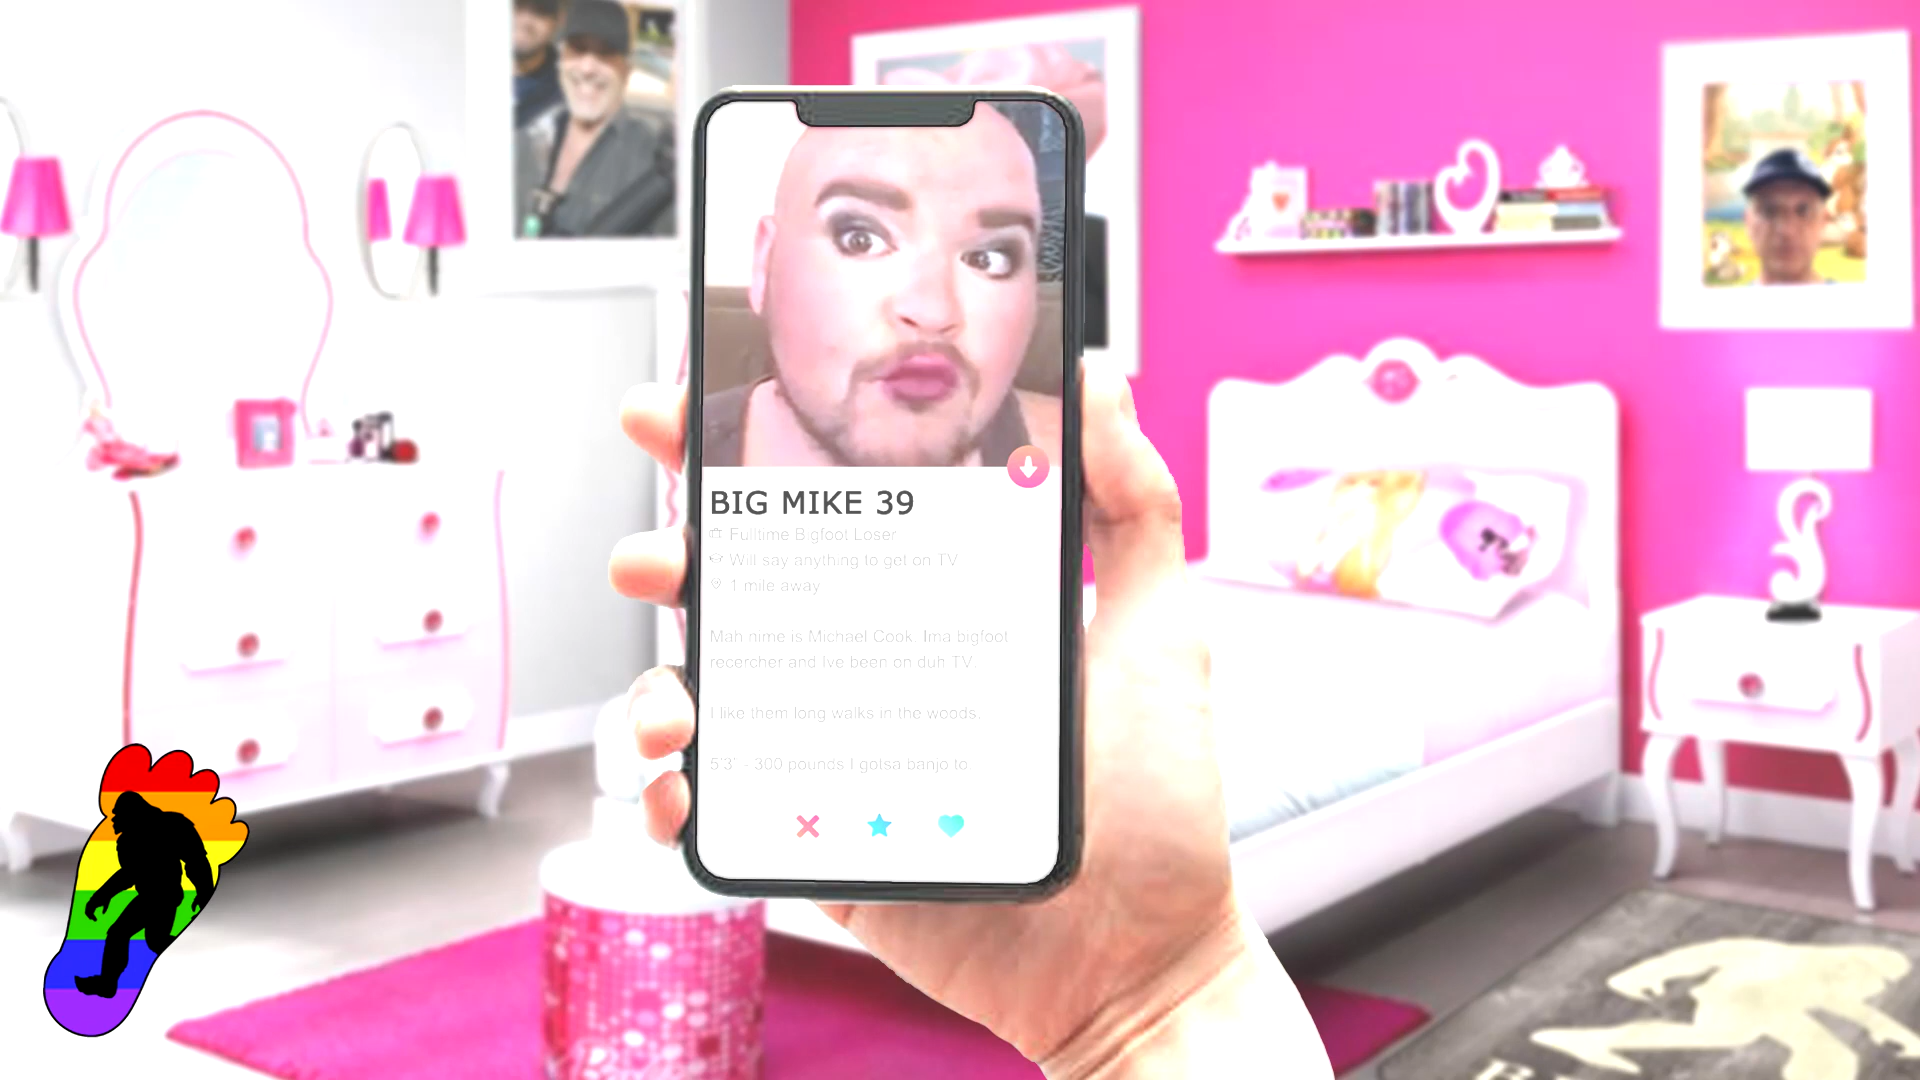 BIG MIKE 39
Fulltime Bigfoot Loser
Will say anything to get on TV
1 mile away
Mah nime is Michael Cook. Ima bigfoot
recercher and Ive been on duh TV.
I like them long walks in the woods.
5'3" - 300 pounds I gotsa banjo to